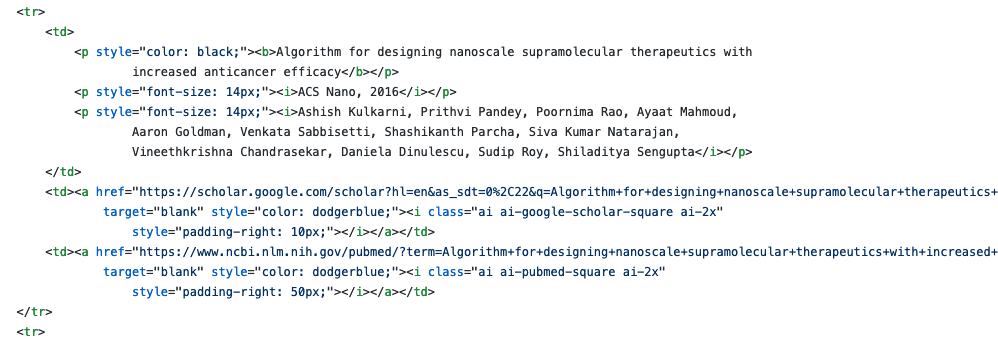 <tr>
<td>
<p style="color: black;"><b>Algorithm for designing nanoscale supramolecular therapeutics with
increased anticancer efficacy</b></p>
<p style="font-size: 14px;"><i>ACS Nano, 2016</i></p>
<p style="font-size: 14px;"><i>Ashish Kulkarni, Prithvi Pandey, Poornima Rao, Ayaat Mahmoud,
Aaron Goldman, Venkata Sabbisetti, Shashikanth Parcha, Siva Kumar Natarajan,
Vineethkrishna Chandrasekar, Daniela Dinulescu, Sudip Roy, Shiladitya Sengupta</i></p>
</td>
<td><a href="https://scholar.google.com/scholar?hl=en&as_sdt=0%2C22&q=Algorithm+for+designing+nanoscale+supramolecular+therapeutics+
target="blank" style="color: dodgerblue;"><i class="ai ai-google-scholar-square ai-2x"
style="padding-right: 10px;"></i></a></td>
<td><a href="https://www.ncbi.nlm.nih.gov/pubmed/?term=Algorithm+for+designing+nanoscale+supramolecular+therapeutics+with+increased+
target="blank" style="color: dodgerblue;"><i class="ai ai-pubmed-square ai-2x"
style="padding-right: 50px;"></i></a></td>
</tr>
<tr>